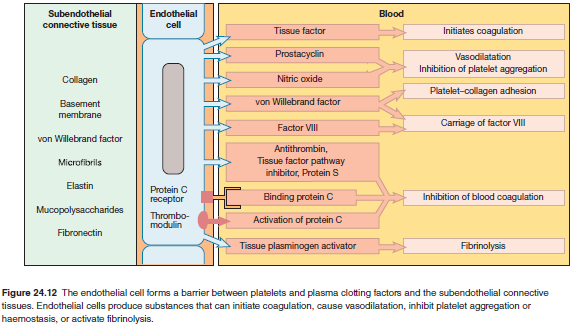 Subendothelial
connective tissue
Endothelial
cell
Blood
Collagen
Basement
membrane
von Willebrand factor
Microfibrils
Elastin
Mucopolysaccharides
Fibronectin
Protein C
receptor
Thrombo-
modulin
Tissue factor
Initiates coagulation
Prostacyclin
Nitric oxide
Vasodilatation
Inhibition of platelet aggregation
von Willebrand factor
Platelet–collagen adhesion
Factor VIII
Carriage of factor VIII
Antithrombin,
Tissue factor pathway
inhibitor, Protein S
Binding protein C
Inhibition of blood coagulation
Activation of protein C
Tissue plasminogen activator
Fibrinolysis
Figure 24.12 The endothelial cell forms a barrier between platelets and plasma clotting factors and the subendothelial connective
tissues. Endothelial cells produce substances that can initiate coagulation, cause vasodilatation, inhibit platelet aggregation or
haemostasis, or activate fibrinolysis.